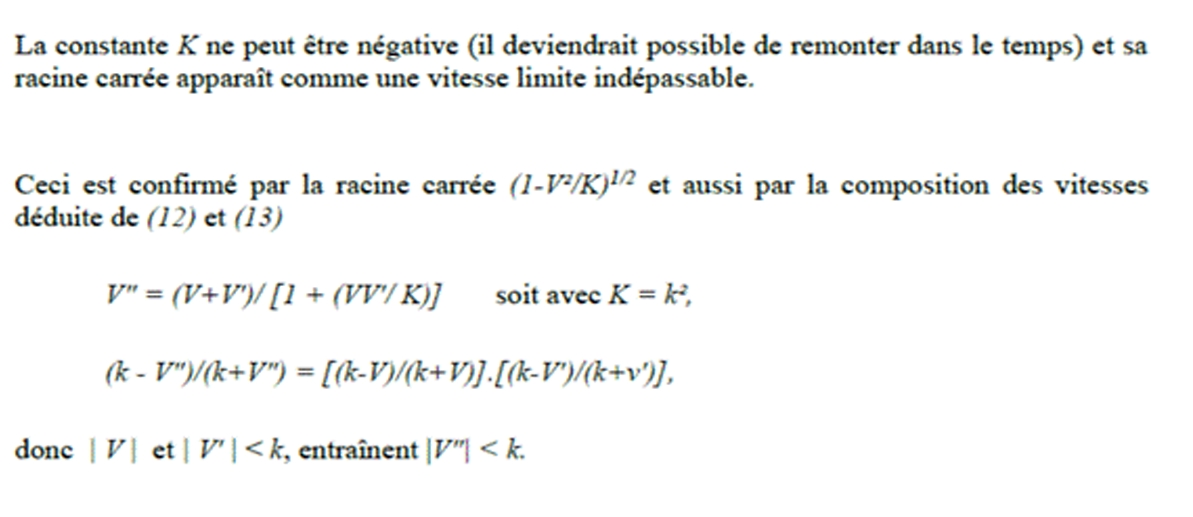 La constante K ne peut être négative (il deviendrait possible de remonter dans le temps) et sa
racine carrée apparaît comme une vitesse limite indépassable.
Ceci est confirmé par la racine carrée (1-V²/K)^1/2 et aussi par la composition des vitesses
déduite de (12) et (13)
V" = (V+V')/ [1 + (VV'/ K)] soit avec K = k²,
(k - V")/(k+V") = [(k-V)/(k+V)].[(k-V')/(k+v')],
donc | V | et | V' | < k, entraînent |V"| < k.